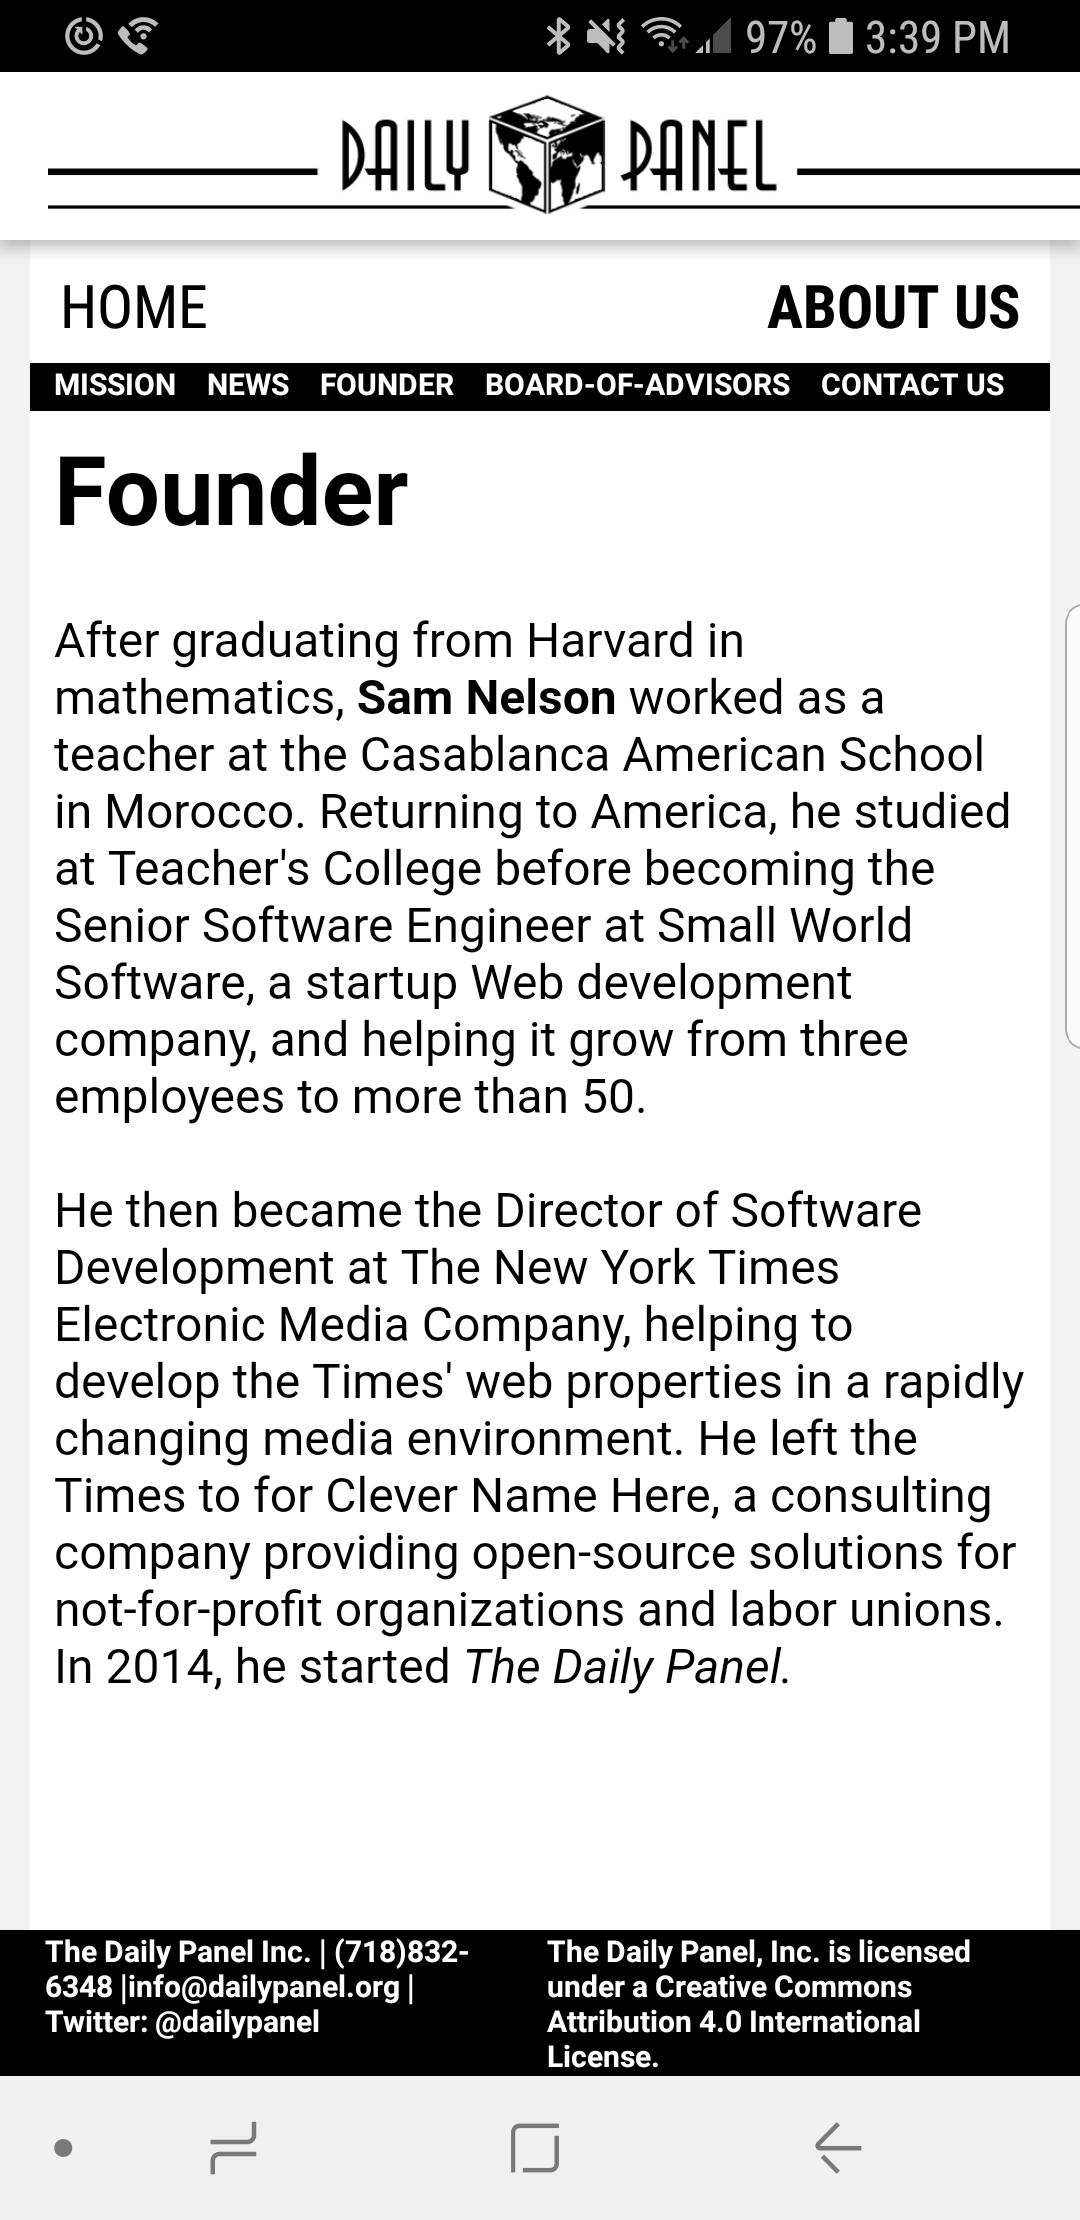 97% 3:39 PM
DAILY PANEL
HOME ABOUT US
MISSION NEWS FOUNDER BOARD-OF-ADVISORS CONTACT US
Founder
After graduating from Harvard in
mathematics, Sam Nelson worked as a
teacher at the Casablanca American School
in Morocco. Returning to America, he studied
at Teacher's College before becoming the
Senior Software Engineer at Small World
Software, a startup Web development
company, and helping it grow from three
employees to more than 50.
He then became the Director of Software
Development at The New York Times
Electronic Media Company, helping to
develop the Times' web properties in a rapidly
changing media environment. He left the
Times to for Clever Name Here, a consulting
company providing open-source solutions for
not-for-profit organizations and labor unions.
In 2014, he started The Daily Panel.
The Daily Panel Inc. | (718)832-
6348 |info@dailypanel.org |
Twitter: @dailypanel
The Daily Panel, Inc. is licensed
under a Creative Commons
Attribution 4.0 International
License.